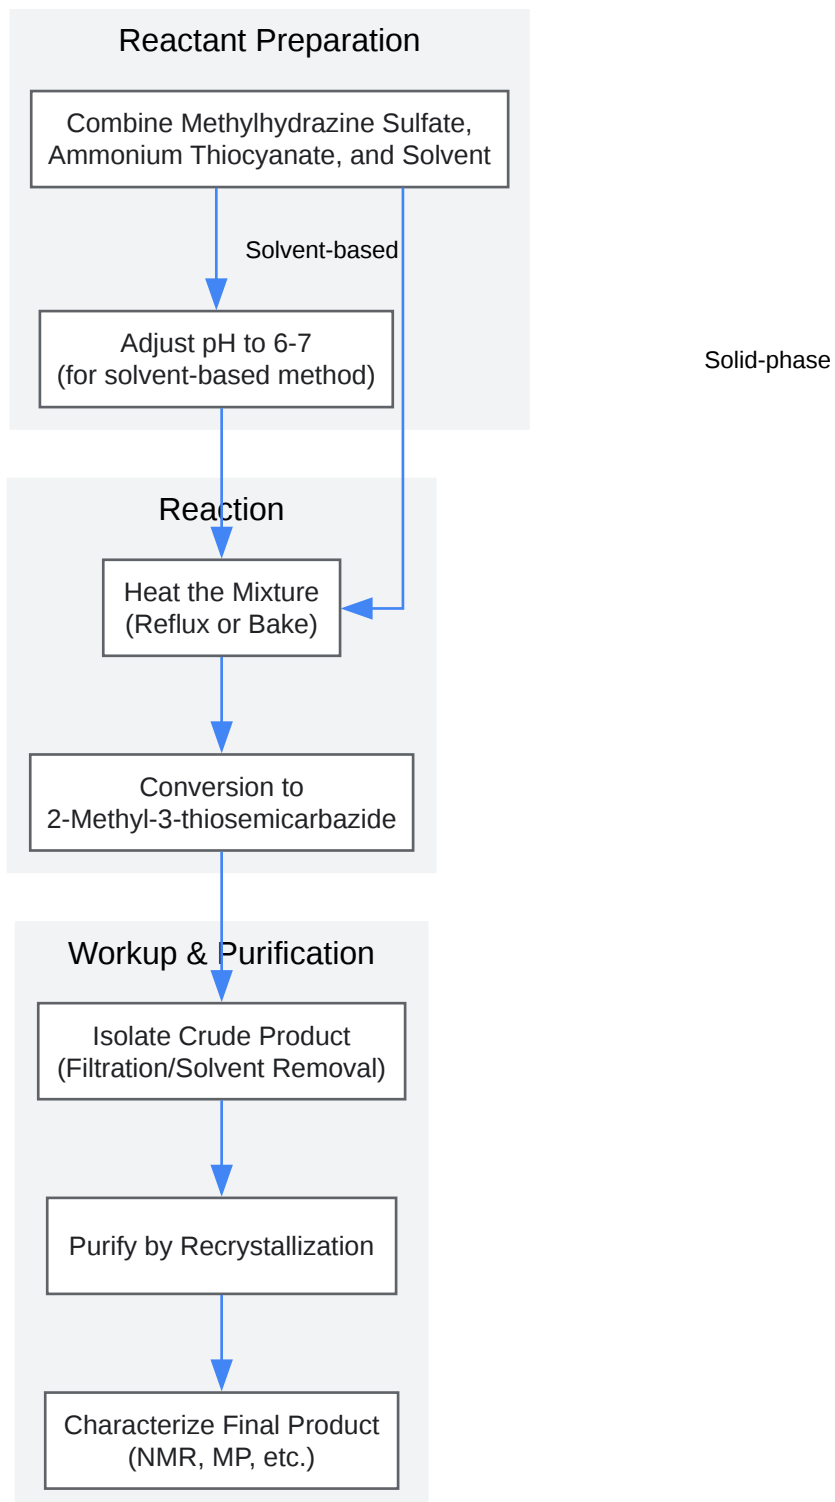 Reactant Preparation
Combine Methylhydrazine Sulfate,
Ammonium Thiocyanate, and Solvent
Solvent-based
Adjust pH to 6-7
(for solvent-based method)
Solid-phase
Reaction
Heat the Mixture
(Reflux or Bake)
Conversion to
2-Methyl-3-thiosemicarbazide
Workup & Purification
Isolate Crude Product
(Filtration/Solvent Removal)
Purify by Recrystallization
Characterize Final Product
(NMR, MP, etc.)